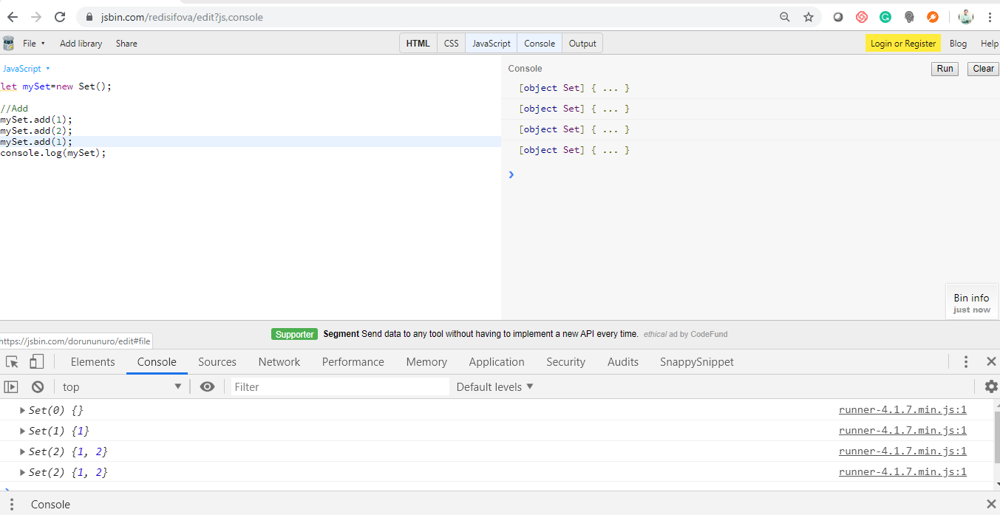 jsbin.com/redisifova/edit?js,console
File Add library Share HTML CSS JavaScript Console Output Login or Register Blog Help
JavaScript
let mySet=new Set();
//Add
mySet.add(1);
mySet.add(2);
mySet.add(1);
console.log(mySet);
Console Run Clear
[object Set] { ... }
[object Set] { ... }
[object Set] { ... }
[object Set] { ... }
Bin info
just now
Supporter Segment Send data to any tool without having to implement a new API every time. ethical ad by CodeFund
https://jsbin.com/dorununuro/edit#file
Elements Console Sources Network Performance Memory Application Security Audits SnappySnippet
top Filter Default levels
Set(0) {} runner-4.1.7.min.js:1
Set(1) {1} runner-4.1.7.min.js:1
Set(2) {1, 2} runner-4.1.7.min.js:1
Set(2) {1, 2} runner-4.1.7.min.js:1
Console